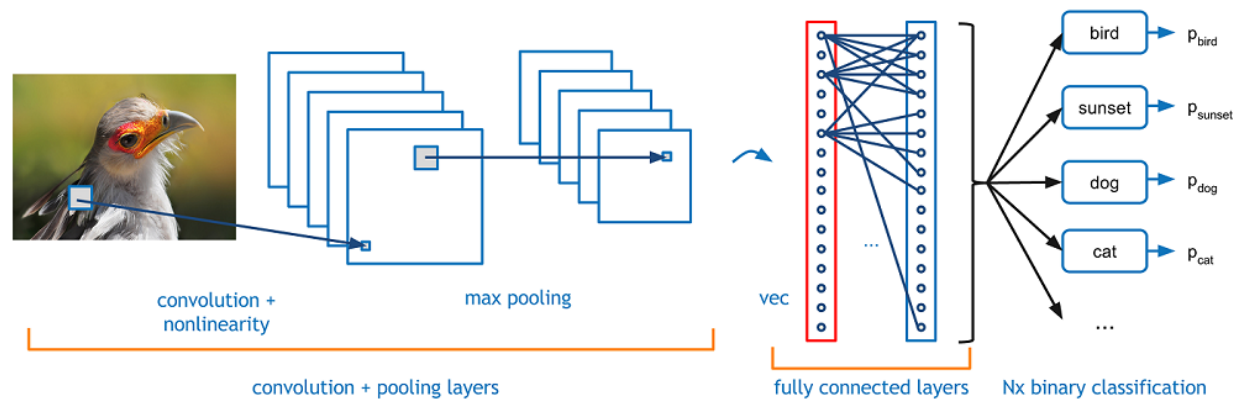 bird
p_bird
sunset
p_sunset
dog
p_dog
...
cat
p_cat
convolution +
nonlinearity
max pooling
vec
...
convolution + pooling layers
fully connected layers
Nx binary classification